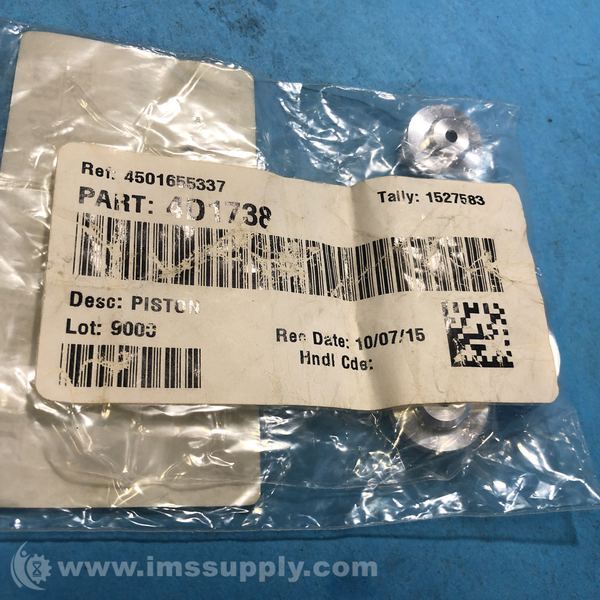 Ref: 4501655337
Tally: 1527583
PART: 401738
Desc: PISTON
Lot: 9000
Rec Date: 10/07/15
Hndl Cde:
www.imssupply.com